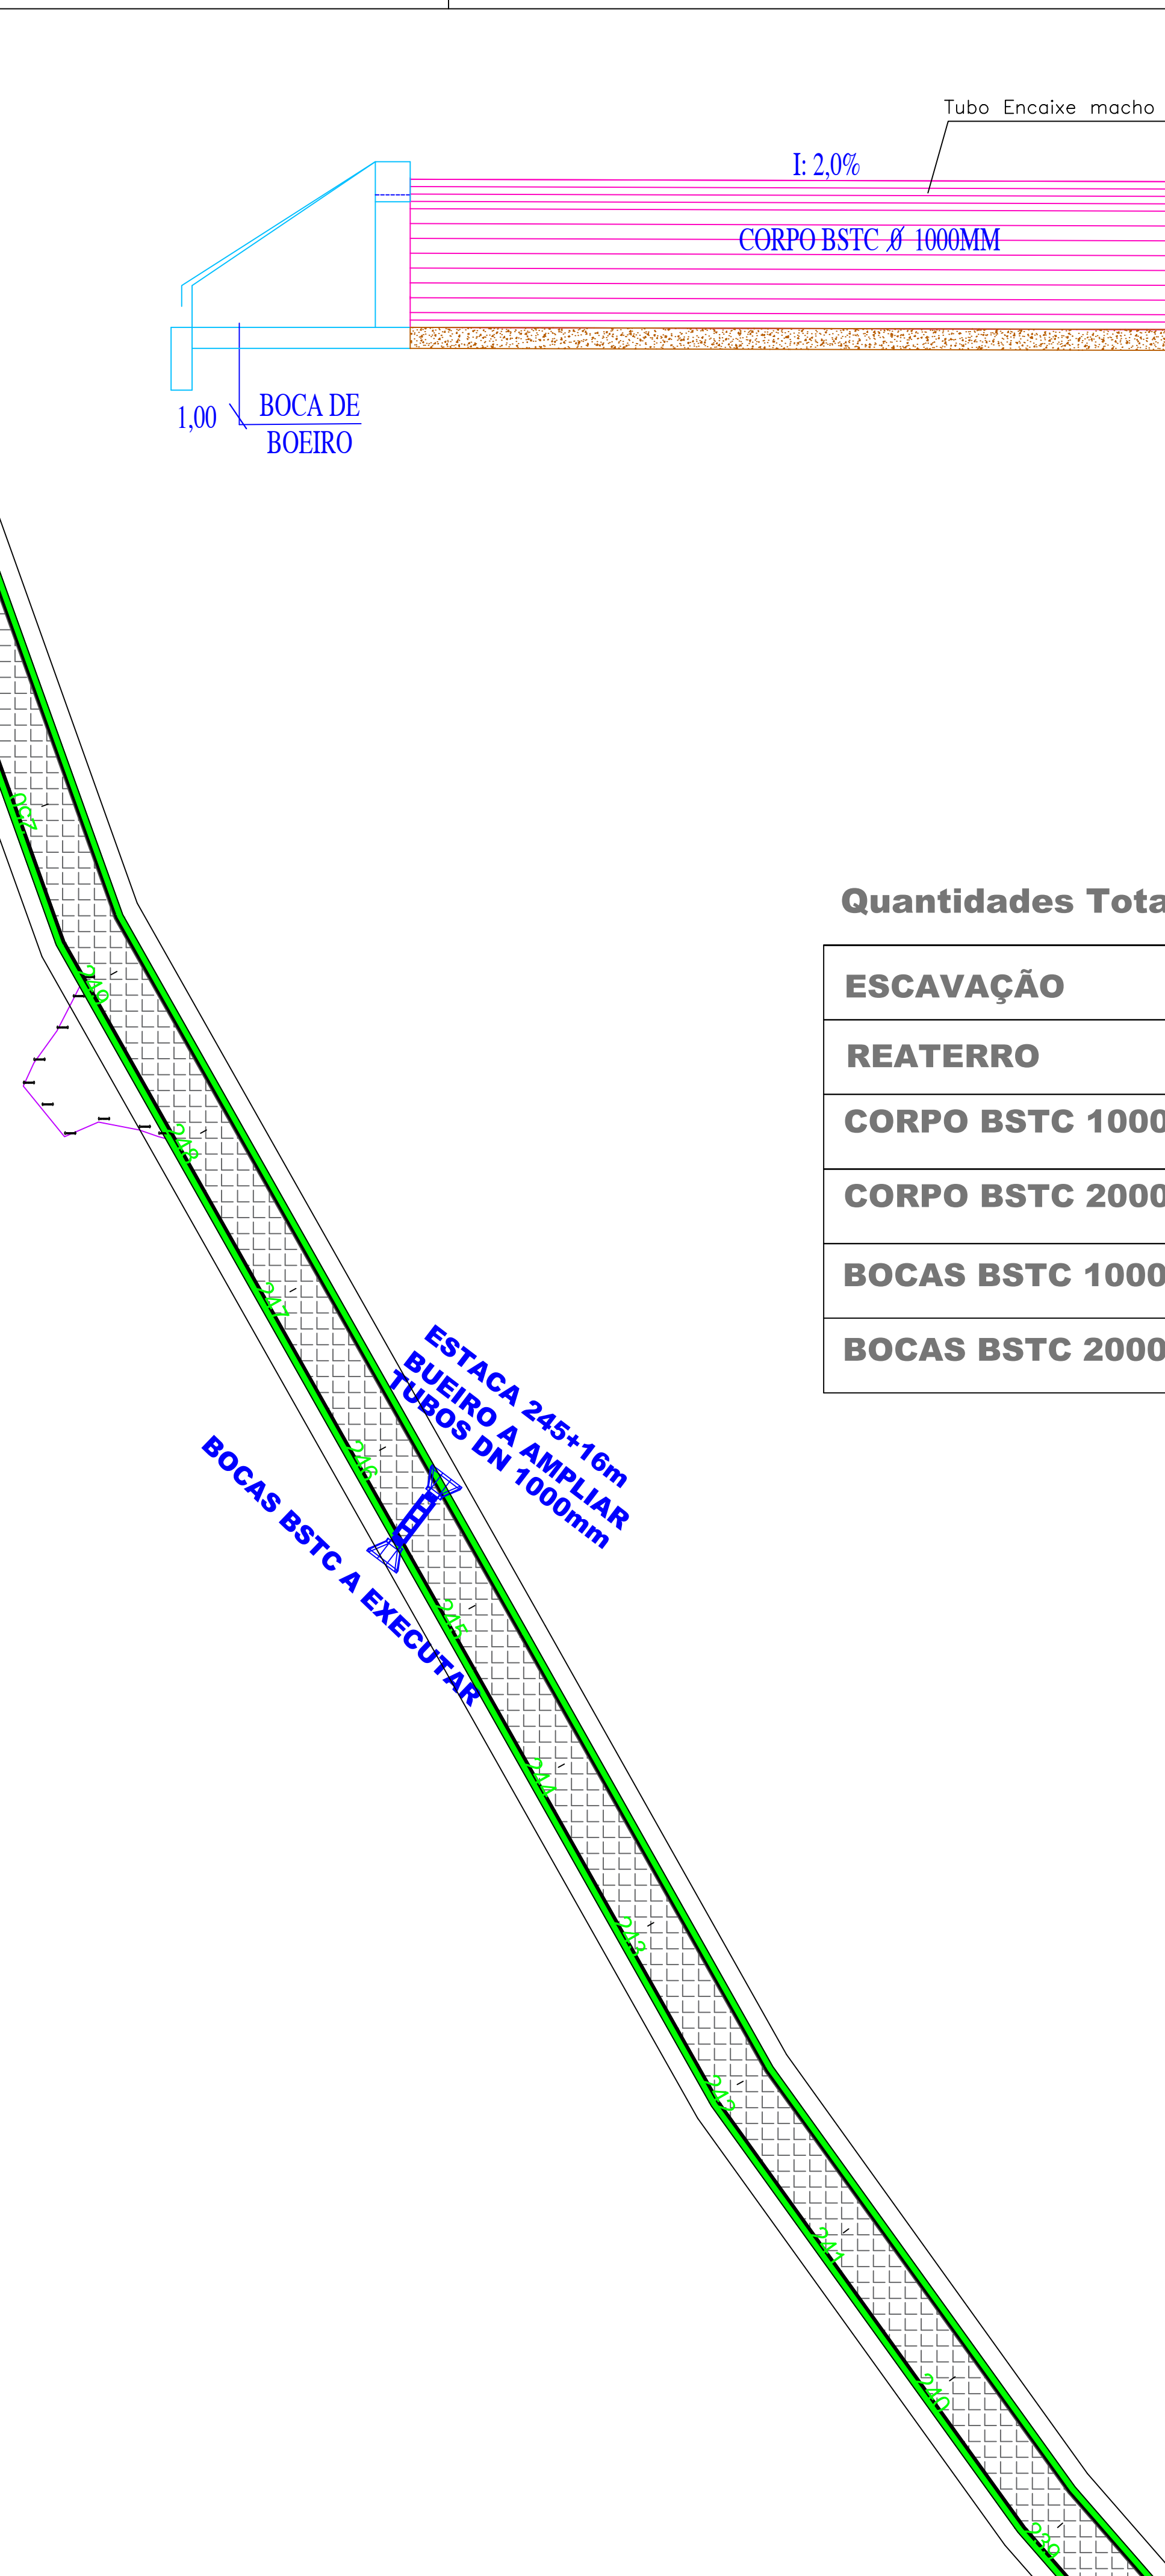 Tubo Encaixe macho
I: 2,0%
CORPO BSTC Ø 1000MM
1,00
BOCA DE
BOEIRO
250
249
248
247
246
245
244
243
242
241
240
239
ESTACA 245+16m
BUEIRO A AMPLIAR
TUBOS DN 1000mm
BOCAS BSTC A EXECUTAR
Quantidades Tota
ESCAVAÇÃO
REATERRO
CORPO BSTC 1000
CORPO BSTC 2000
BOCAS BSTC 1000
BOCAS BSTC 2000